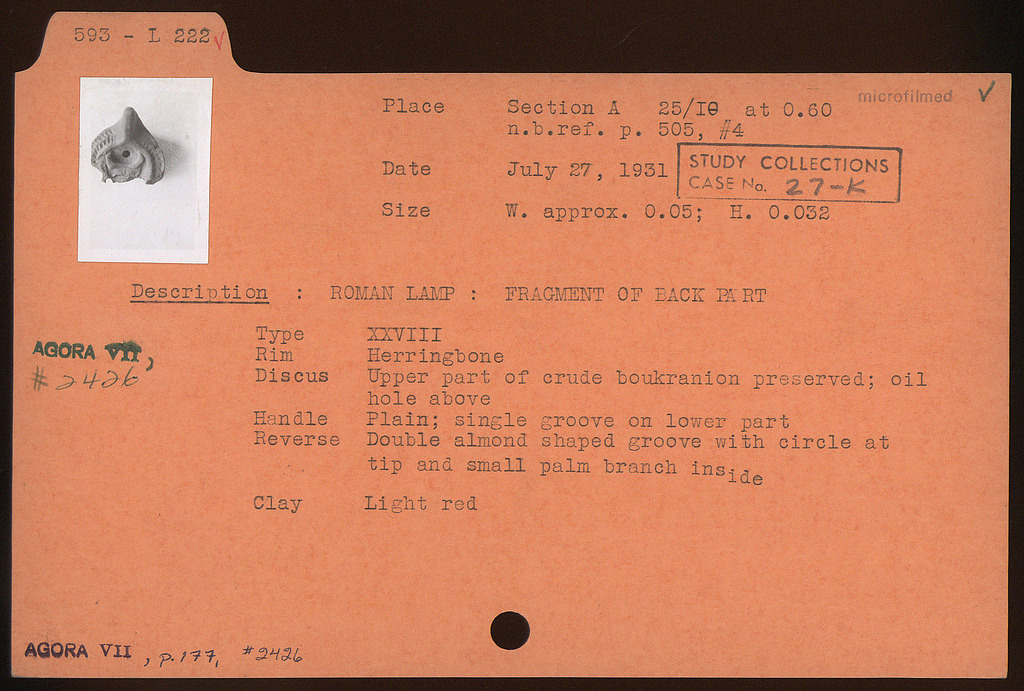 593 - L 222 ✓
microfilmed ✓
Place Section A 25/ΙΘ at 0.60
n.b.ref. p. 505, #4
Date July 27, 1931
STUDY COLLECTIONS
CASE No. 27-K
Size W. approx. 0.05; H. 0.032
Description : ROMAN LAMP : FRAGMENT OF BACK PART
Type XXVIII
AGORA VII,
# 2426
Rim Herringbone
Discus Upper part of crude boukranion preserved; oil
hole above
Handle Plain; single groove on lower part
Reverse Double almond shaped groove with circle at
tip and small palm branch inside
Clay Light red
AGORA VII, p. 177, #2426